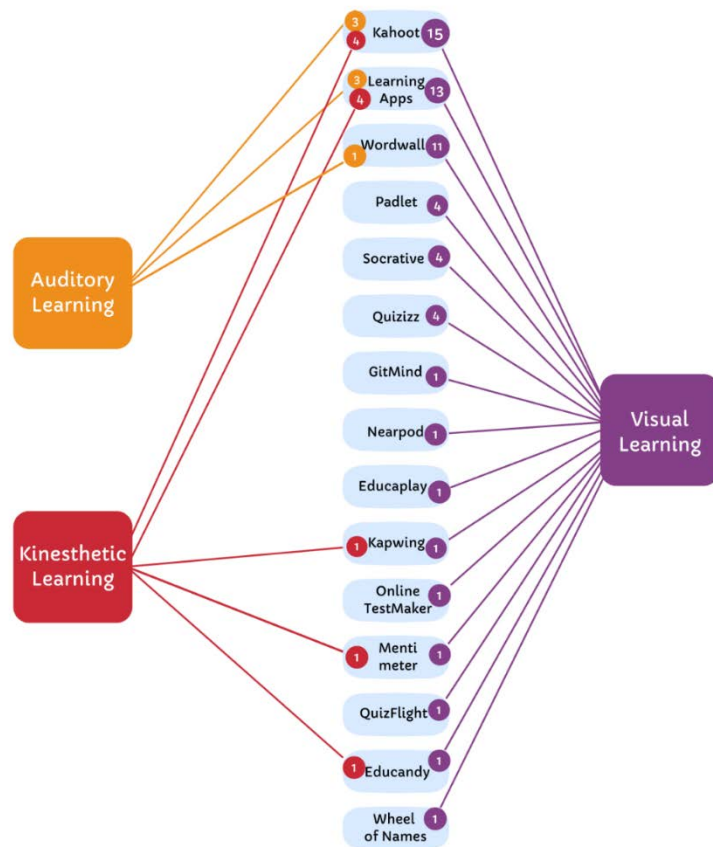 3
Kahoot 15
4
3
Learning 13
Apps
4
Wordwall 11
1
Padlet 4
Auditory
Learning
Socrative 4
Quizizz 4
GitMind 1
Visual
Learning
Nearpod 1
Educaplay 1
Kinesthetic
Learning
1 Kapwing 1
Online 1
TestMaker
Menti
1 1
meter
QuizFlight 1
1 Educandy 1
Wheel 1
of Names